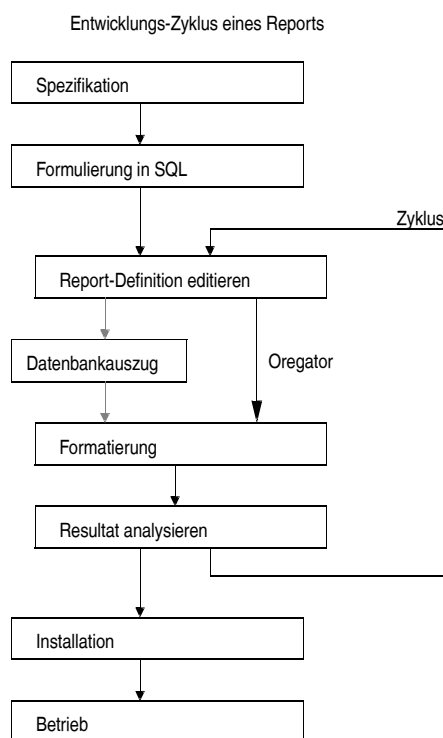 Entwicklungs-Zyklus eines Reports
Spezifikation
Formulierung in SQL
Zyklus
Report-Definition editieren
Datenbankauszug
Oregator
Formatierung
Resultat analysieren
Installation
Betrieb